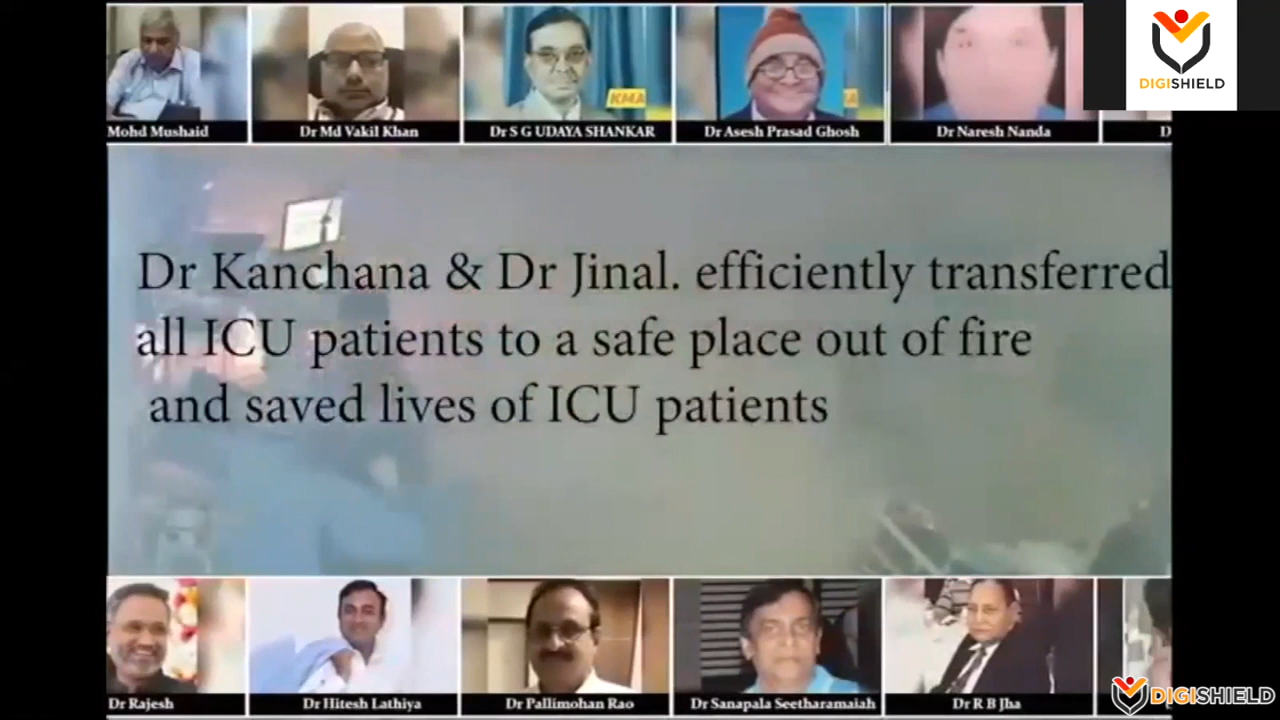 Mohd Mushaid
Dr Md Vakil Khan
Dr S G UDAYA SHANKAR
Dr Asesh Prasad Ghosh
Dr Naresh Nanda
D
DIGISHIELD
KMA
Dr Kanchana & Dr Jinal. efficiently transferred
all ICU patients to a safe place out of fire
and saved lives of ICU patients
Dr Rajesh
Dr Hitesh Lathiya
Dr Pallimohan Rao
Dr Sanapala Seetharamaiah
Dr R B Jha
DIGISHIELD